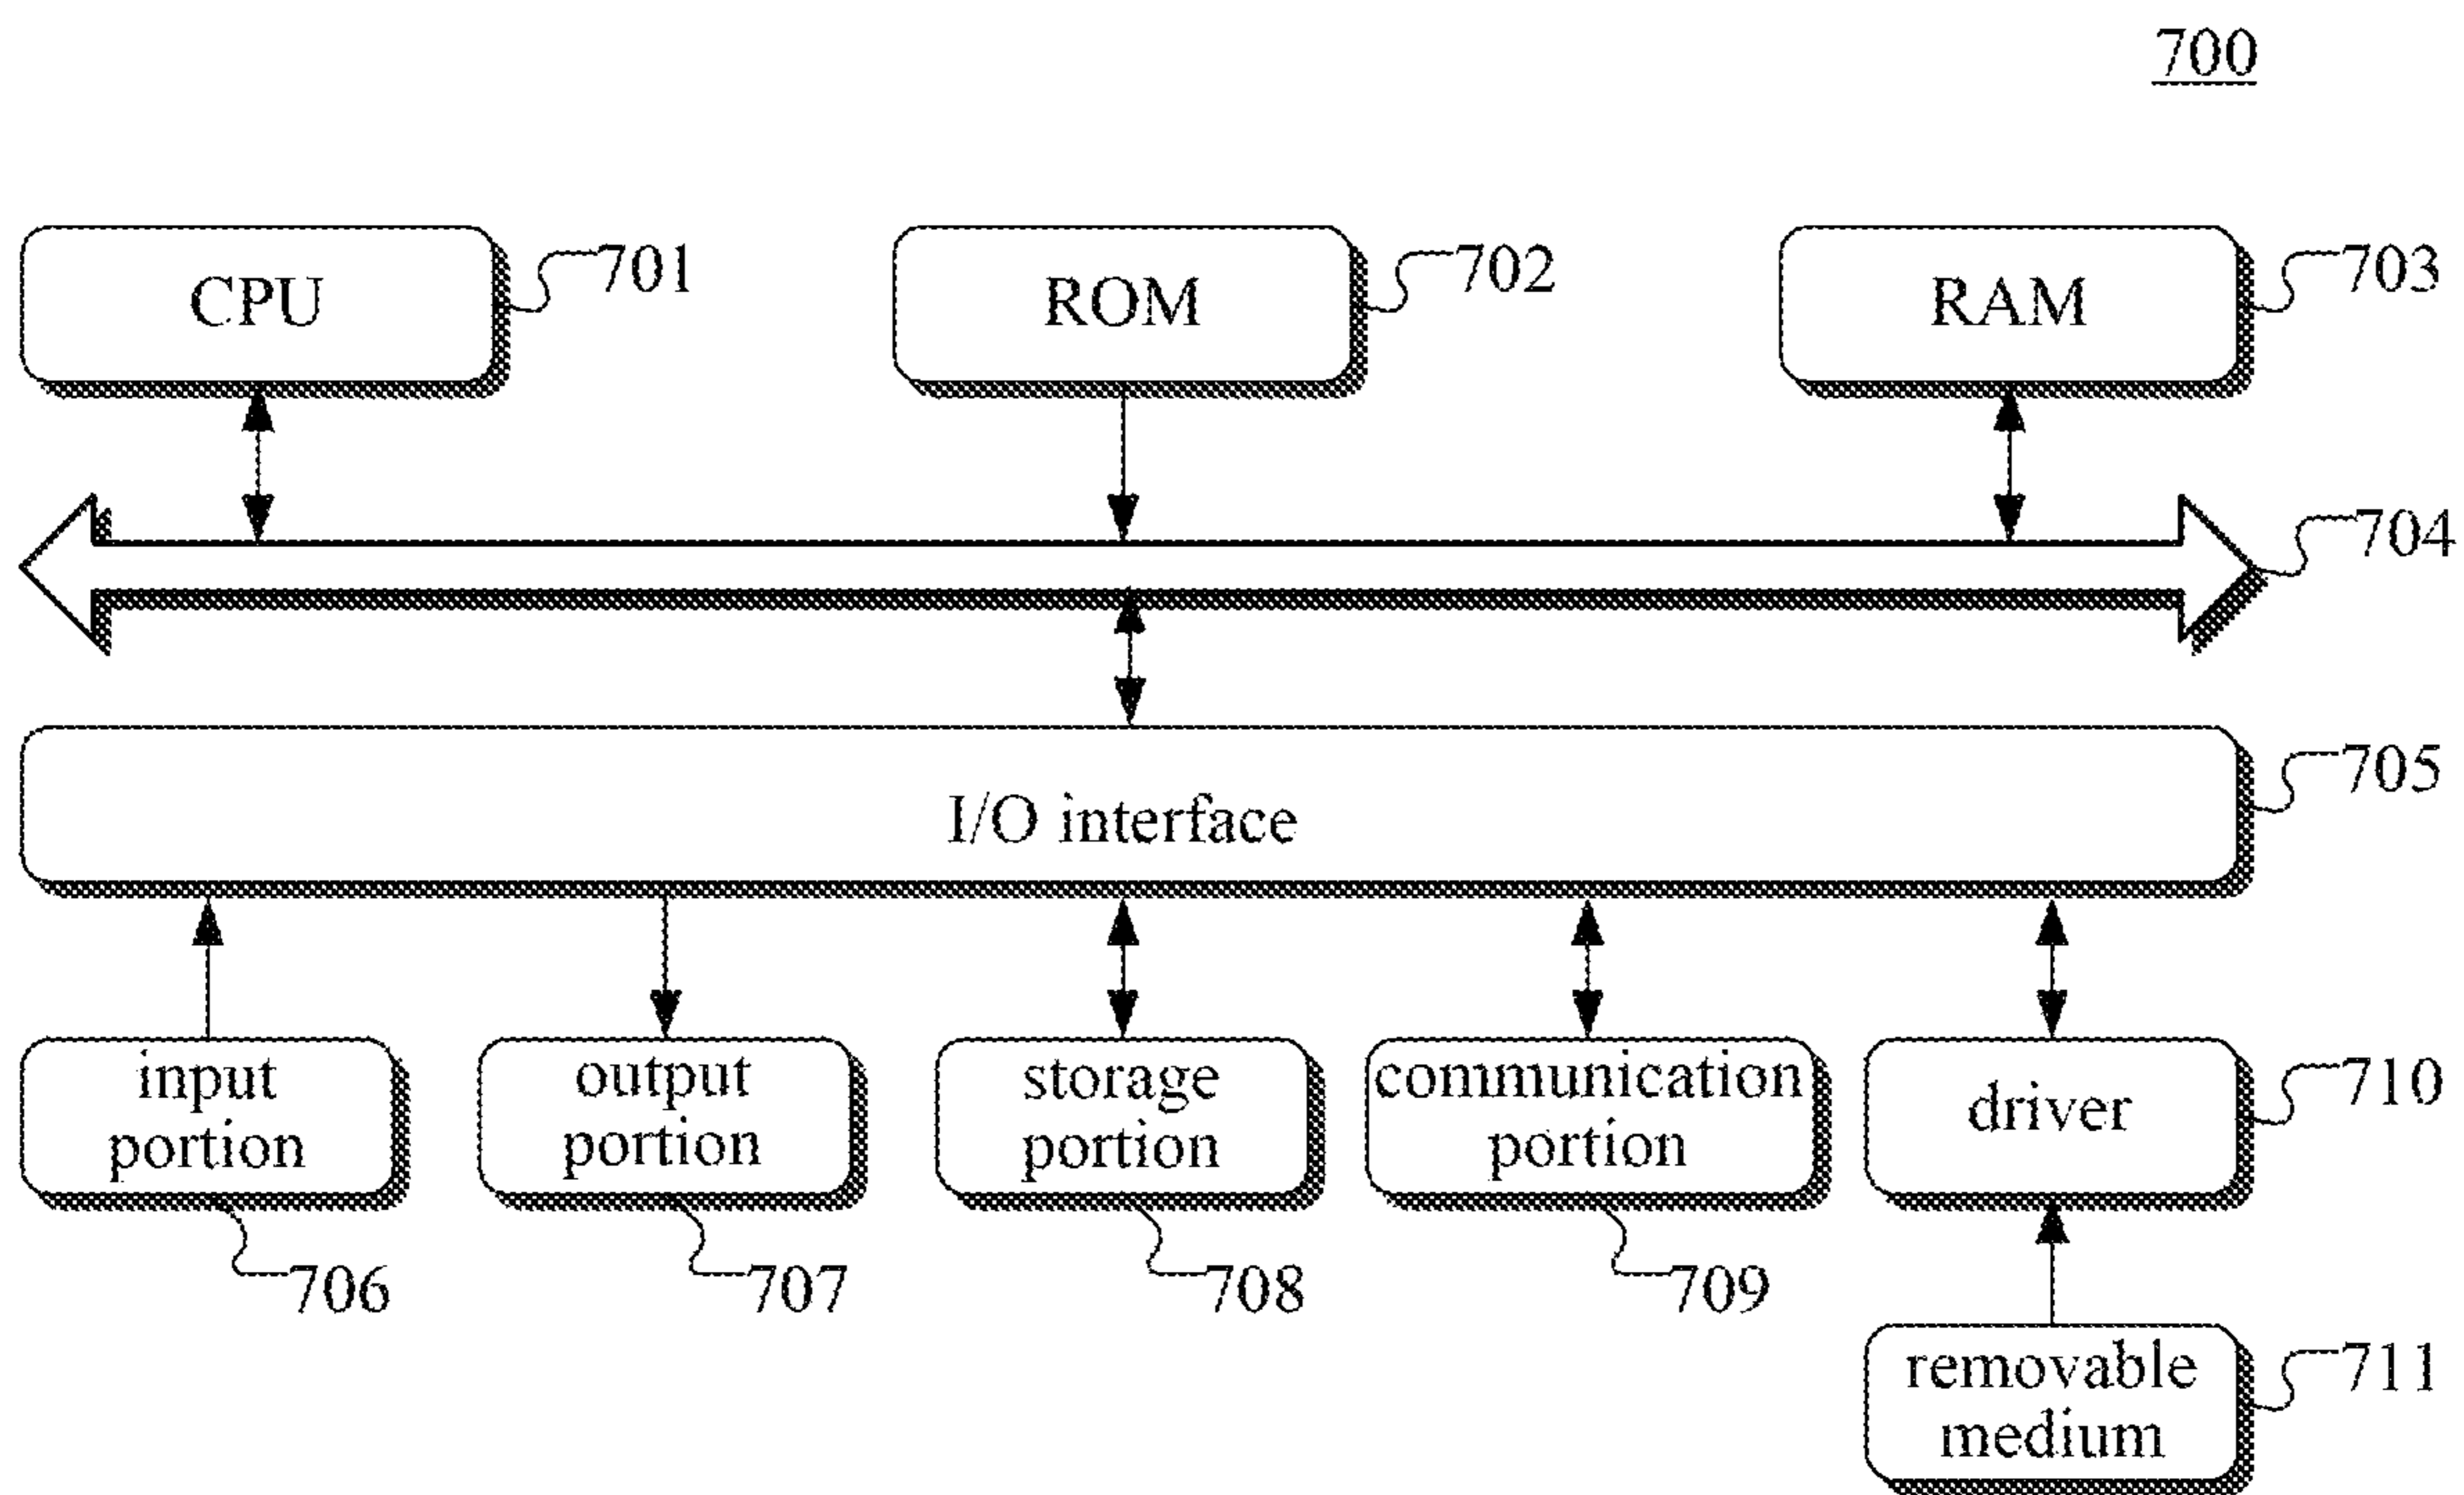 700
CPU
701
ROM
702
RAM
703
704
I/O interface
705
input
portion
output
portion
storage
portion
communication
portion
driver
710
706
707
708
709
removable
medium
711